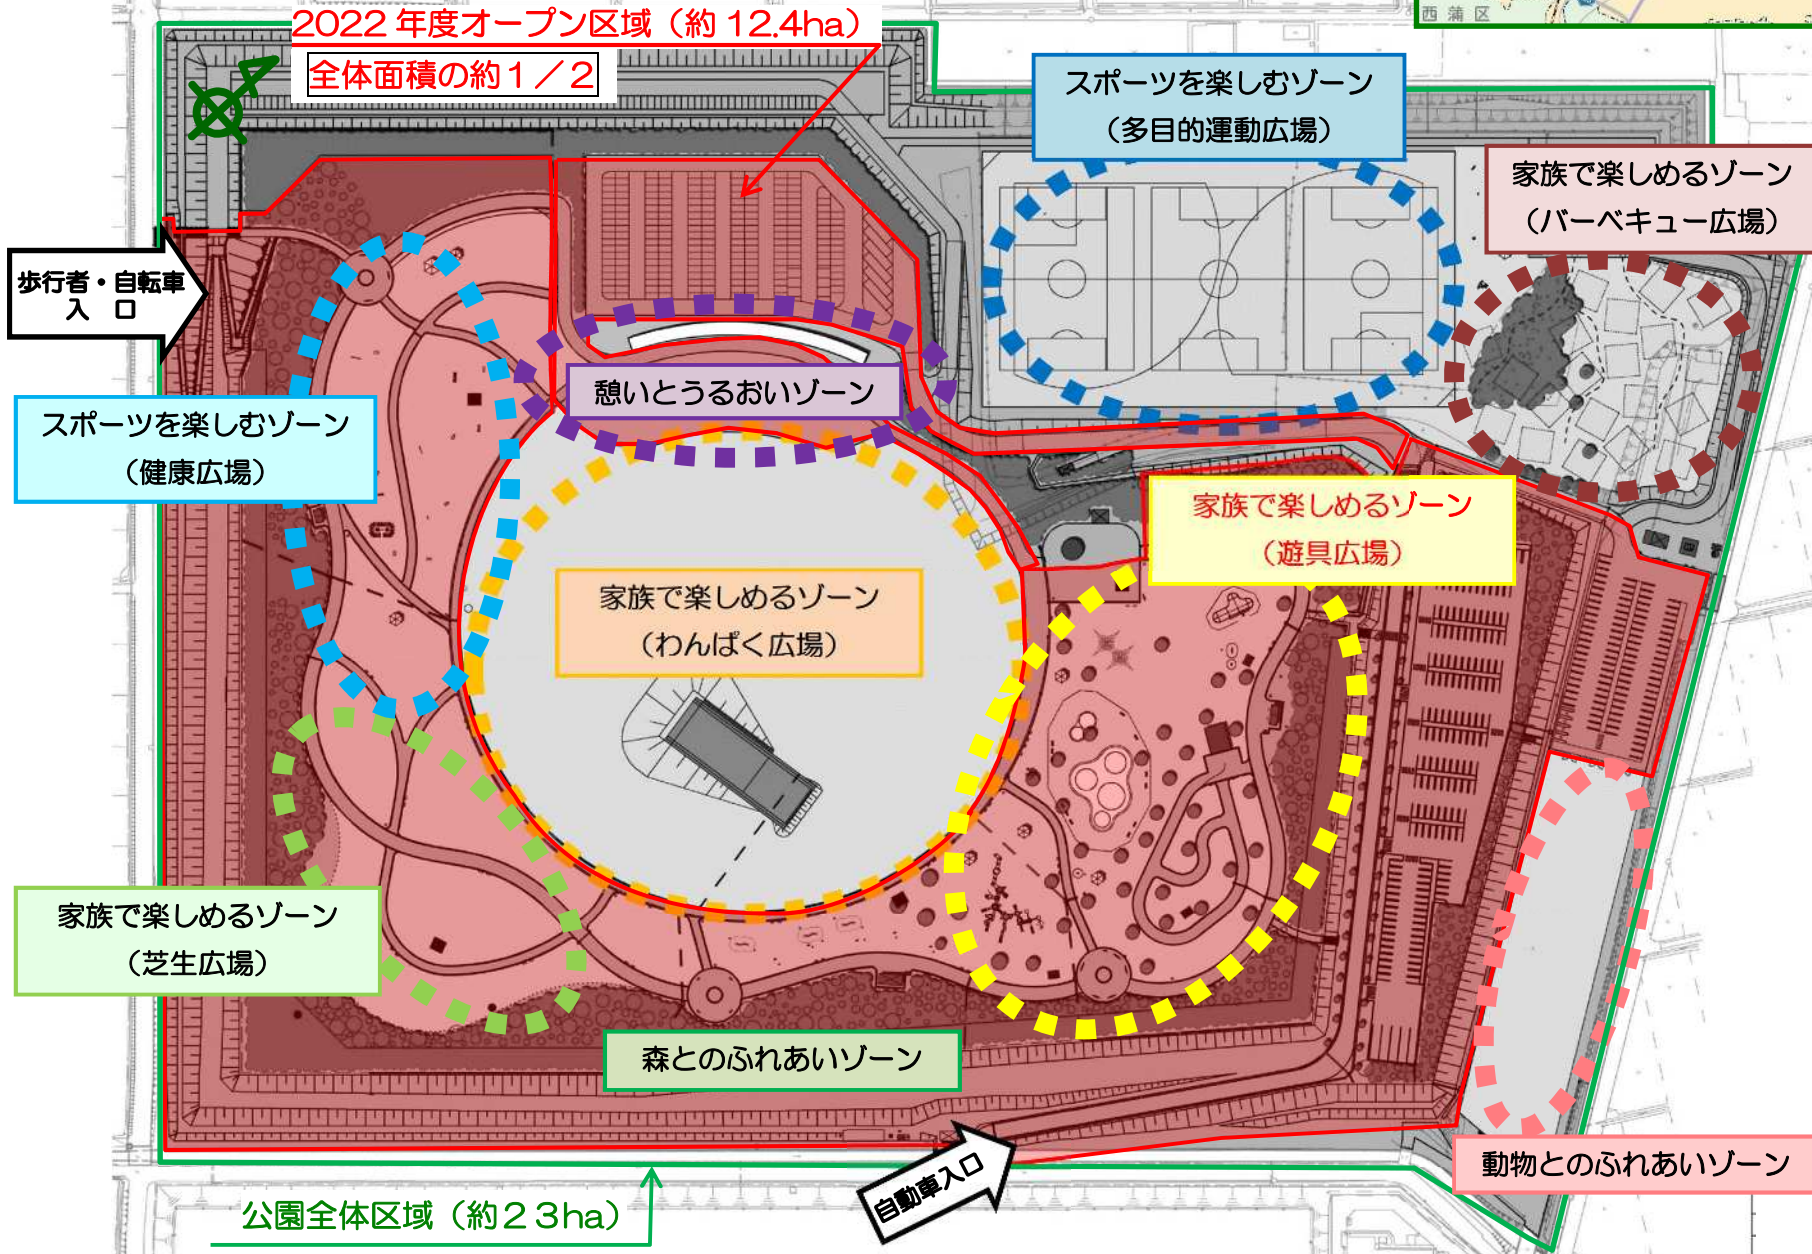 2022年度オープン区域（約12.4ha）
全体面積の約1／2
西蒲区
スポーツを楽しむゾーン
（多目的運動広場）
家族で楽しめるゾーン
（バーベキュー広場）
歩行者・自転車
入口
憩いとうるおいゾーン
スポーツを楽しむゾーン
（健康広場）
家族で楽しめるゾーン
（遊具広場）
家族で楽しめるゾーン
（わんぱく広場）
家族で楽しめるゾーン
（芝生広場）
森とのふれあいゾーン
動物とのふれあいゾーン
自動車入口
公園全体区域（約23ha）